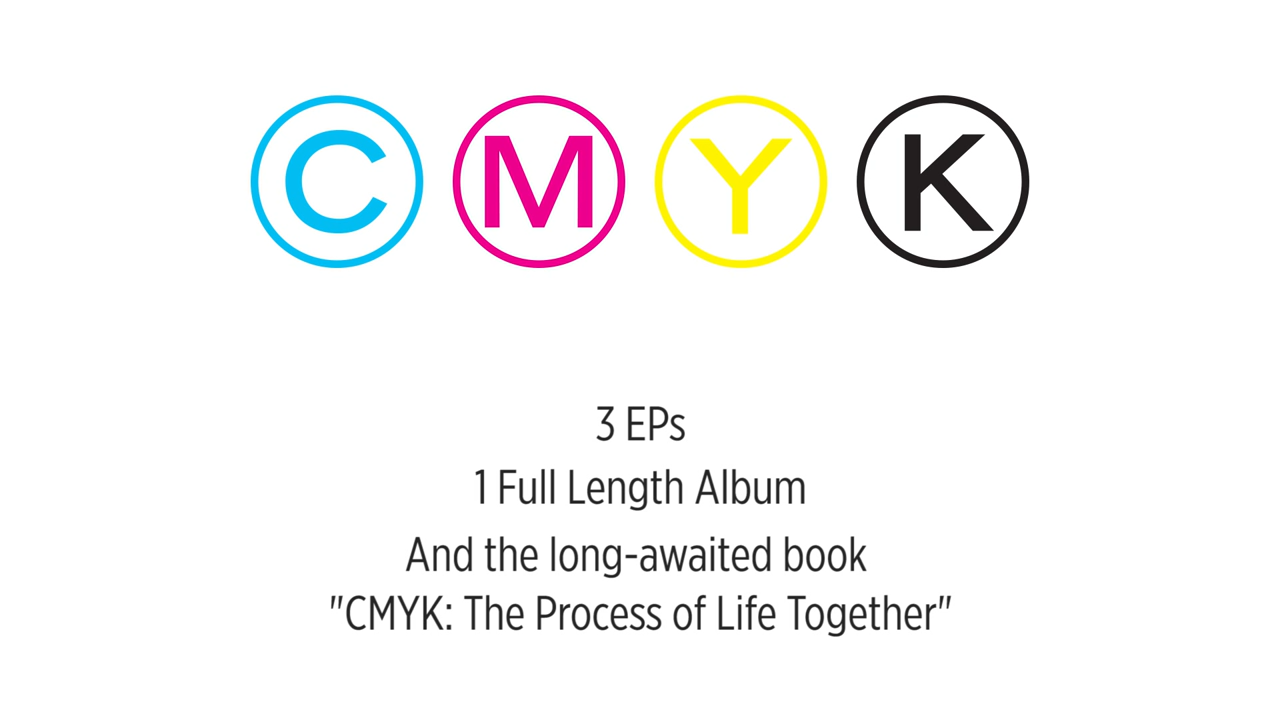 C M Y K
3 EPs
1 Full Length Album
And the long-awaited book
"CMYK: The Process of Life Together"